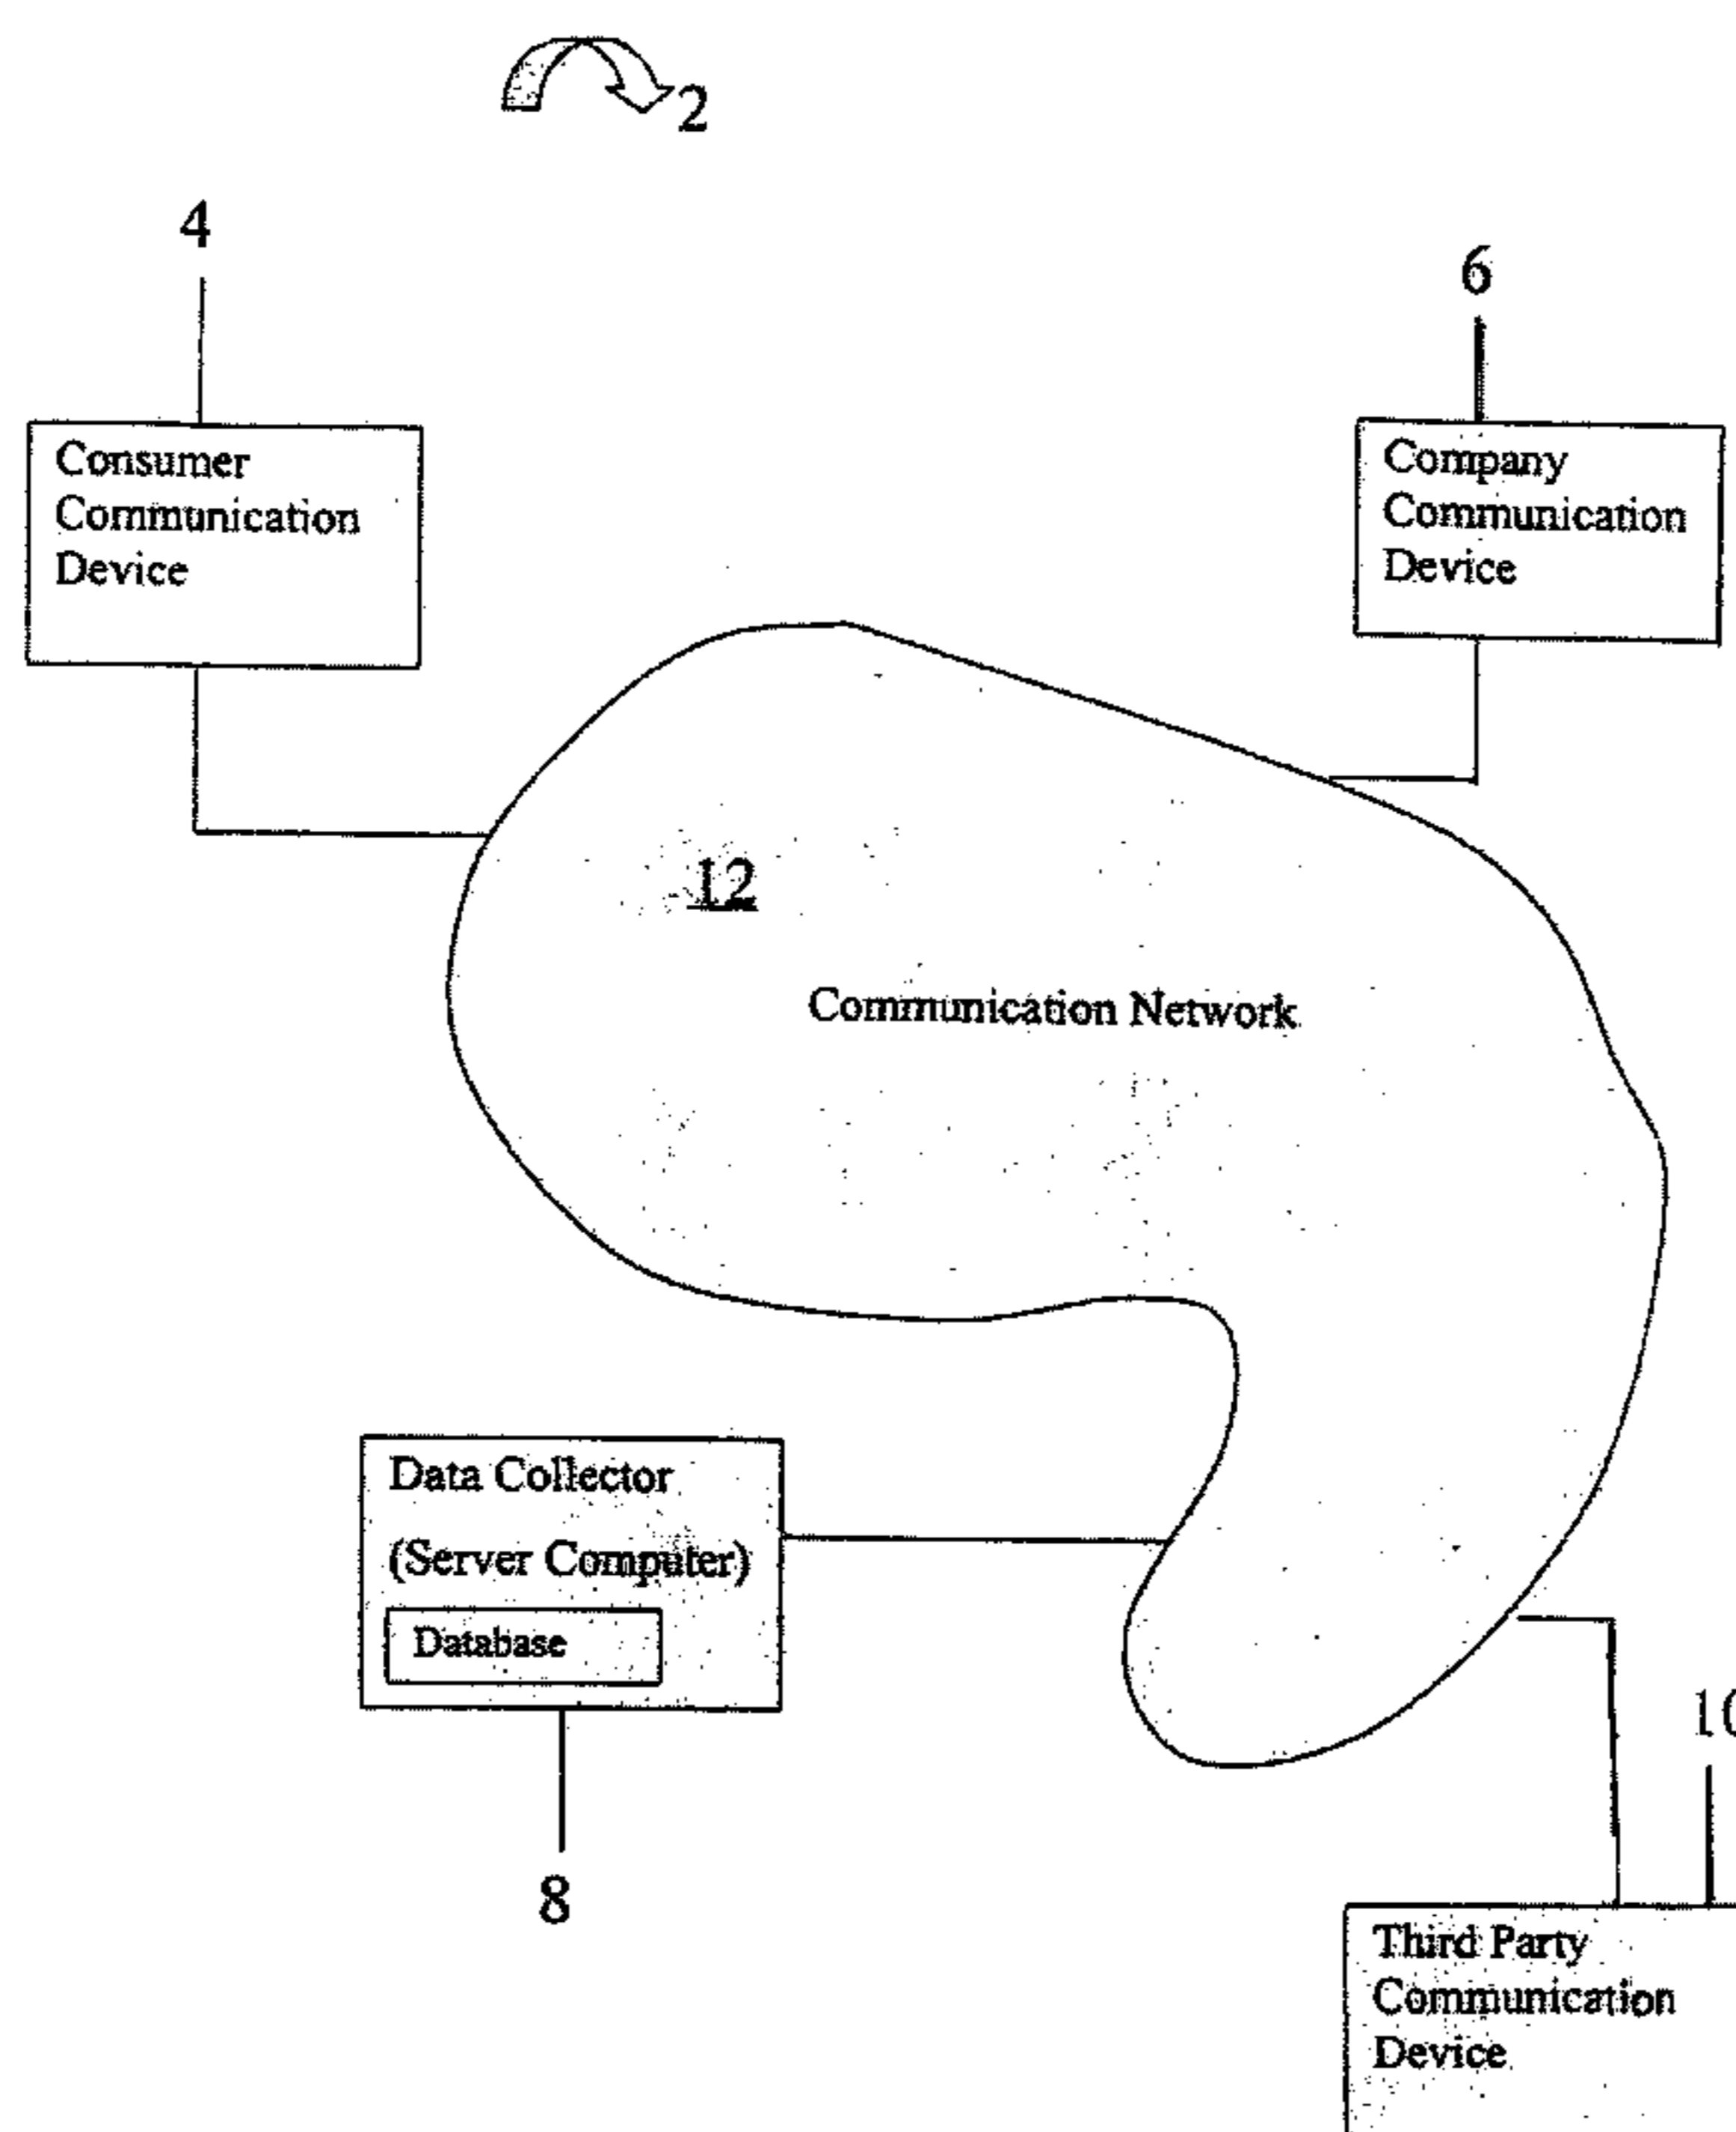 2
4
6
Consumer
Communication
Device
Company
Communication
Device
12
Communication Network
Data Collector
(Server Computer)
Database
8
10
Third Party
Communication
Device